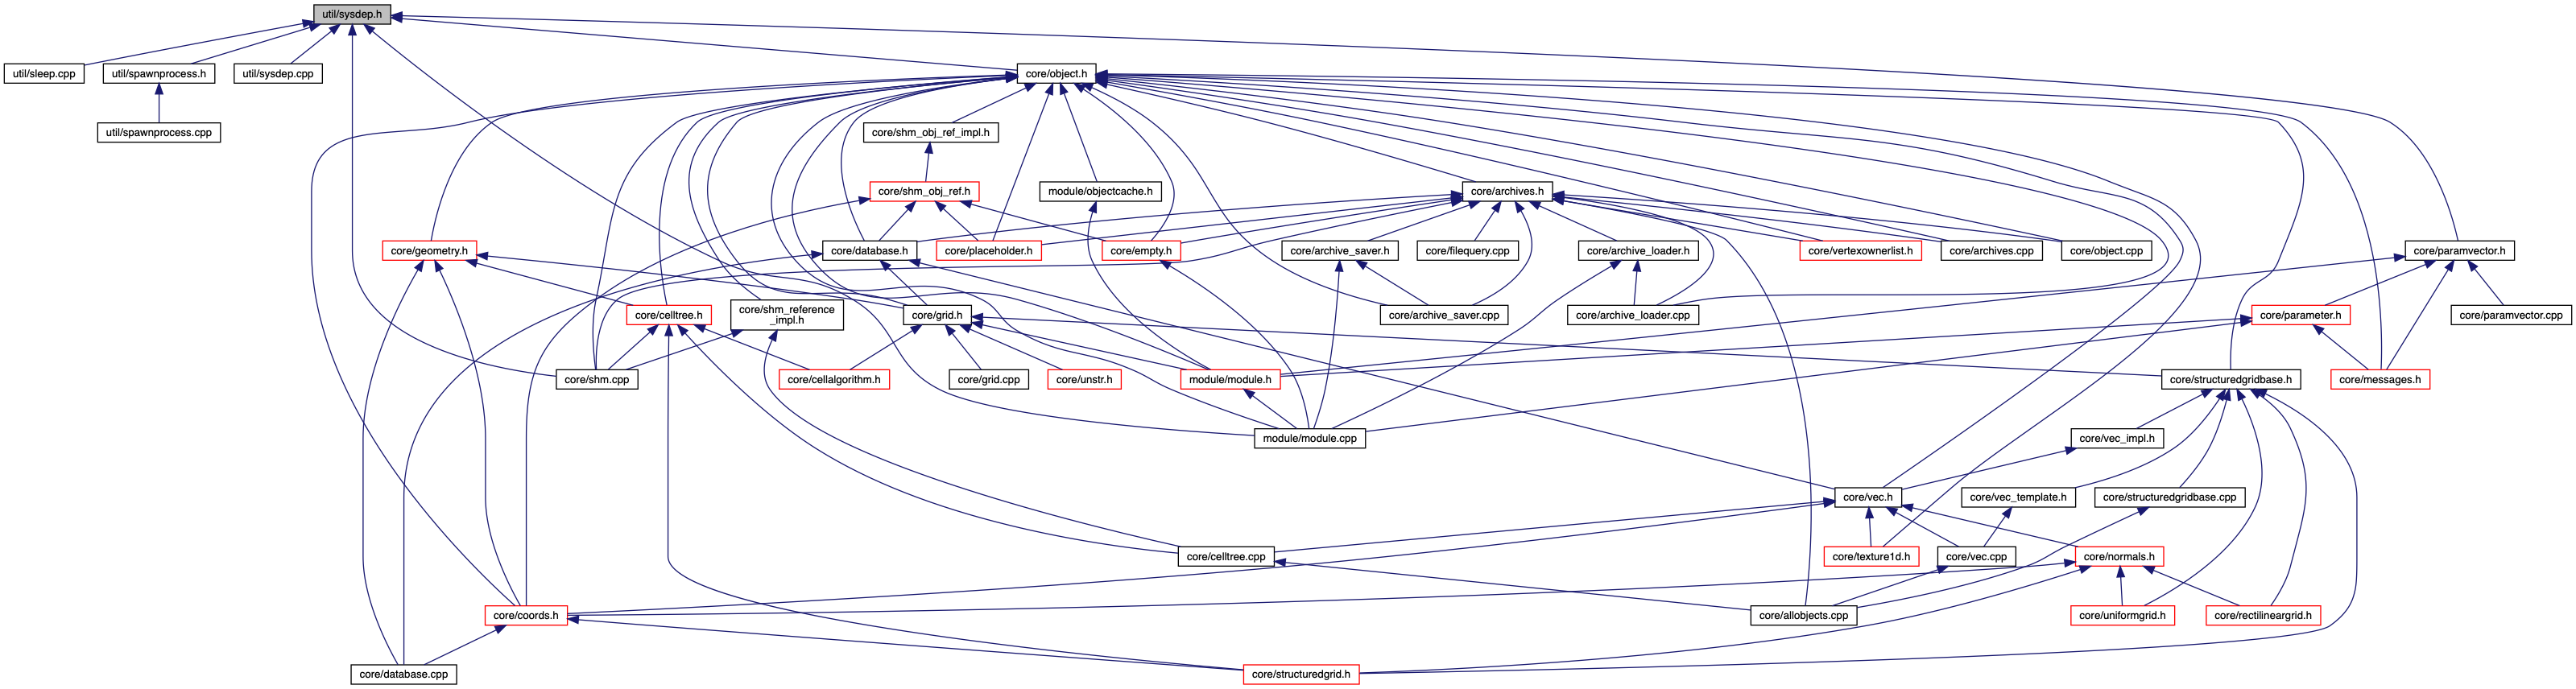 util/sysdep.h
util/sleep.cpp
util/spawnprocess.h
util/sysdep.cpp
core/object.h
util/spawnprocess.cpp
core/shm_obj_ref_impl.h
core/shm_obj_ref.h
module/objectcache.h
core/archives.h
core/geometry.h
core/database.h
core/placeholder.h
core/empty.h
core/archive_saver.h
core/filequery.cpp
core/archive_loader.h
core/vertexownerlist.h
core/archives.cpp
core/object.cpp
core/paramvector.h
core/celltree.h
core/shm_reference
_impl.h
core/grid.h
core/archive_saver.cpp
core/archive_loader.cpp
core/parameter.h
core/paramvector.cpp
core/shm.cpp
core/cellalgorithm.h
core/grid.cpp
core/unstr.h
module/module.h
core/structuredgridbase.h
core/messages.h
module/module.cpp
core/vec_impl.h
core/vec.h
core/vec_template.h
core/structuredgridbase.cpp
core/celltree.cpp
core/texture1d.h
core/vec.cpp
core/normals.h
core/coords.h
core/allobjects.cpp
core/uniformgrid.h
core/rectilineargrid.h
core/database.cpp
core/structuredgrid.h